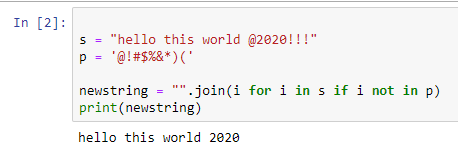 In [2]:
s = "hello this world @2020!!!"
p = '@!#$%&*)('
newstring = "".join(i for i in s if i not in p)
print(newstring)
hello this world 2020